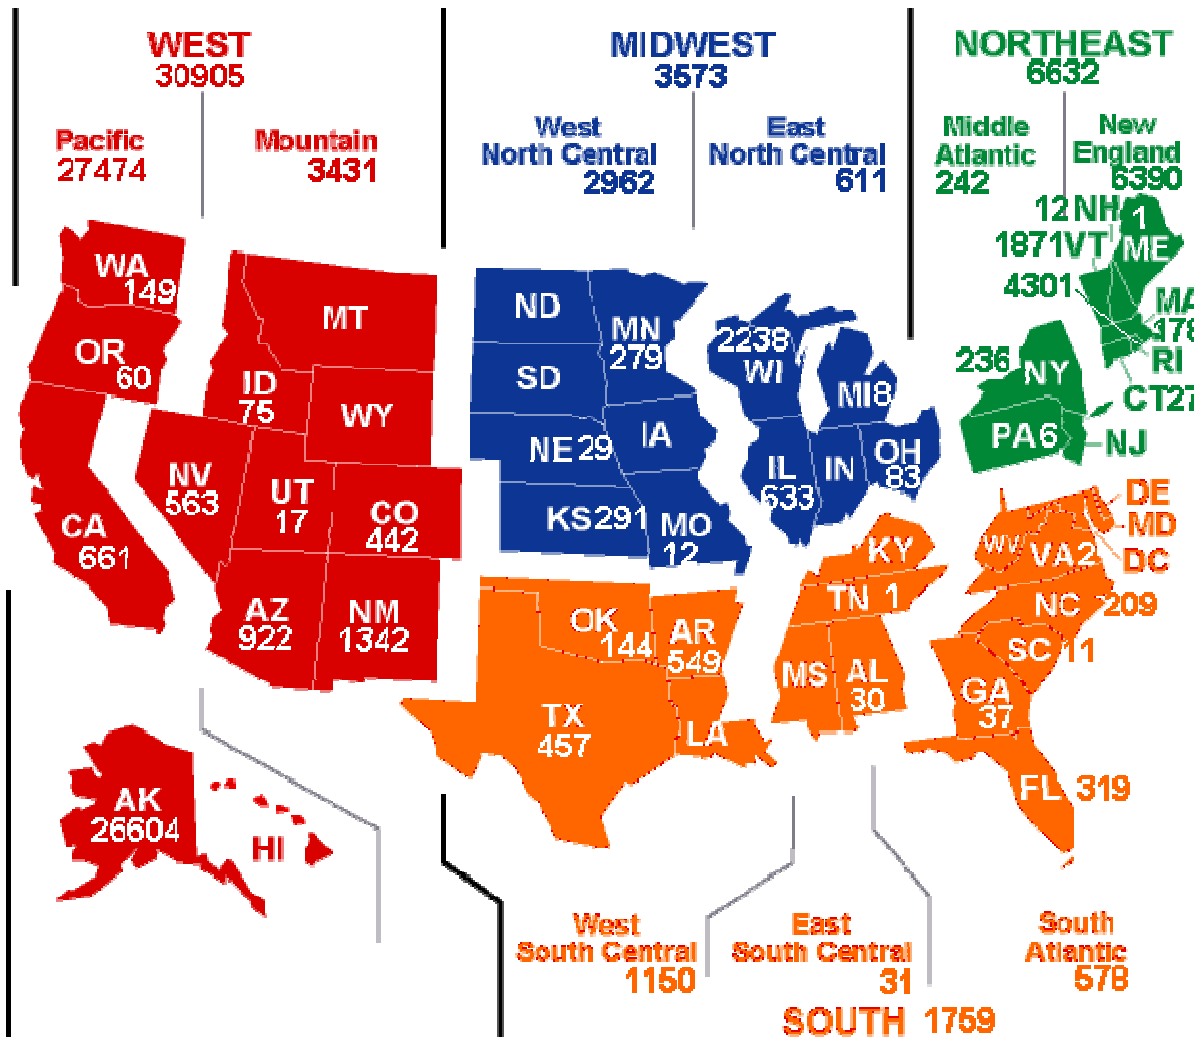 WEST
30905
MIDWEST
3573
NORTHEAST
6632
Pacific
27474
Mountain
3431
West
North Central
2962
East
North Central
611
Middle
Atlantic
242
New
England
6390
WA
149
OR
60
CA
661
MT
ID
75
WY
NV
563
UT
17
CO
442
AZ
922
NM
1342
AK
26604
HI
ND
SD
NE 29
KS 291
MN
279
IA
MO
12
2238
WI
MI 8
IL
633
IN
OH
83
12 NH
1
ME
1871 VT
4301
MA
178
RI
CT 27
236
NY
PA 6
NJ
DE
MD
DC
WV
VA 2
NC 209
SC 11
GA
37
FL 319
KY
TN 1
MS
AL
30
OK
144
AR
549
TX
457
LA
West
South Central
1150
East
South Central
31
South
Atlantic
578
SOUTH 1759